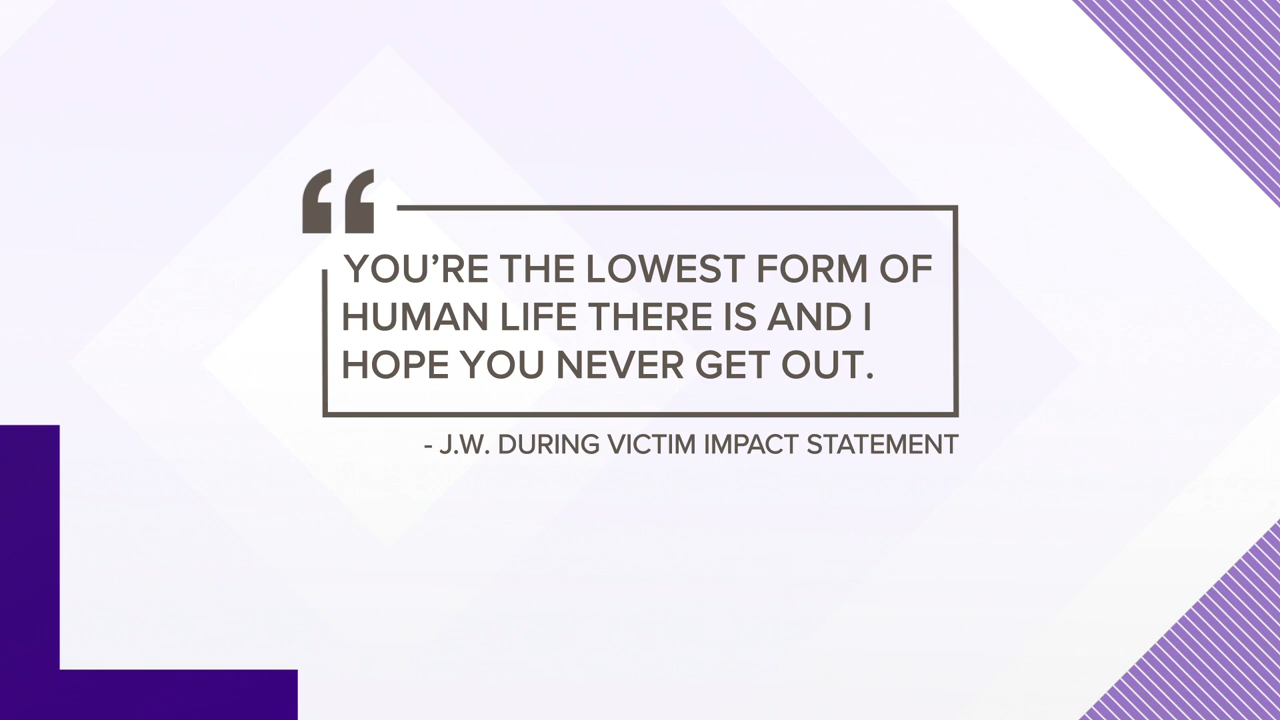 “
YOU’RE THE LOWEST FORM OF
HUMAN LIFE THERE IS AND I
HOPE YOU NEVER GET OUT.
- J.W. DURING VICTIM IMPACT STATEMENT